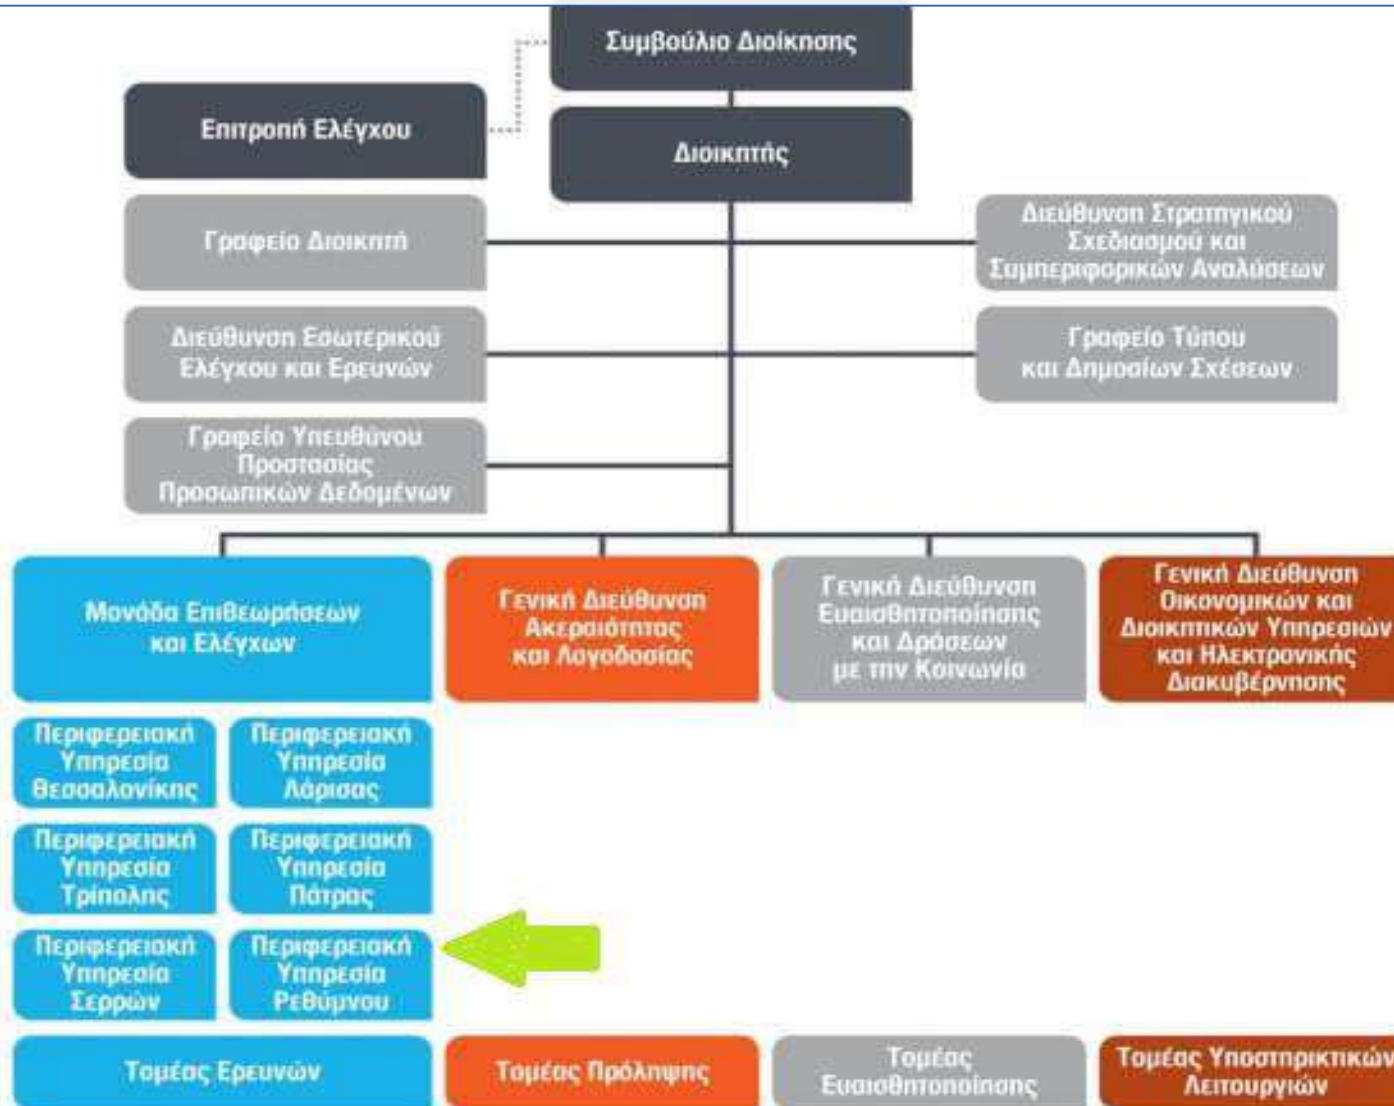 Συμβούλιο Διοίκησης
Επιτροπή Ελέγχου
Διοικητής
Γραφείο Διοικητή
Διεύθυνση Στρατηγικού
Σχεδιασμού και
Συμπεριφορικών Αναλύσεων
Διεύθυνση Εσωτερικού
Ελέγχου και Ερευνών
Γραφείο Τύπου
και Δημοσίων Σχέσεων
Γραφείο Υπευθύνου
Προστασίας
Προσωπικών Δεδομένων
Μονάδα Επιθεωρήσεων
και Ελέγχων
Γενική Διεύθυνση
Ακεραιότητας
και Λογοδοσίας
Γενική Διεύθυνση
Ευαισθητοποίησης
και Δράσεων
με την Κοινωνία
Γενική Διεύθυνση
Οικονομικών και
Διοικητικών Υπηρεσιών
και Ηλεκτρονικής
Διακυβέρνησης
Περιφερειακή
Υπηρεσία
Θεσσαλονίκης
Περιφερειακή
Υπηρεσία
Λάρισας
Περιφερειακή
Υπηρεσία
Τρίπολης
Περιφερειακή
Υπηρεσία
Πάτρας
Περιφερειακή
Υπηρεσία
Σερρών
Περιφερειακή
Υπηρεσία
Ρεθύμνου
Τομέας Ερευνών
Τομέας Πρόληψης
Τομέας
Ευαισθητοποίησης
Τομέας Υποστηρικτικών
Λειτουργιών